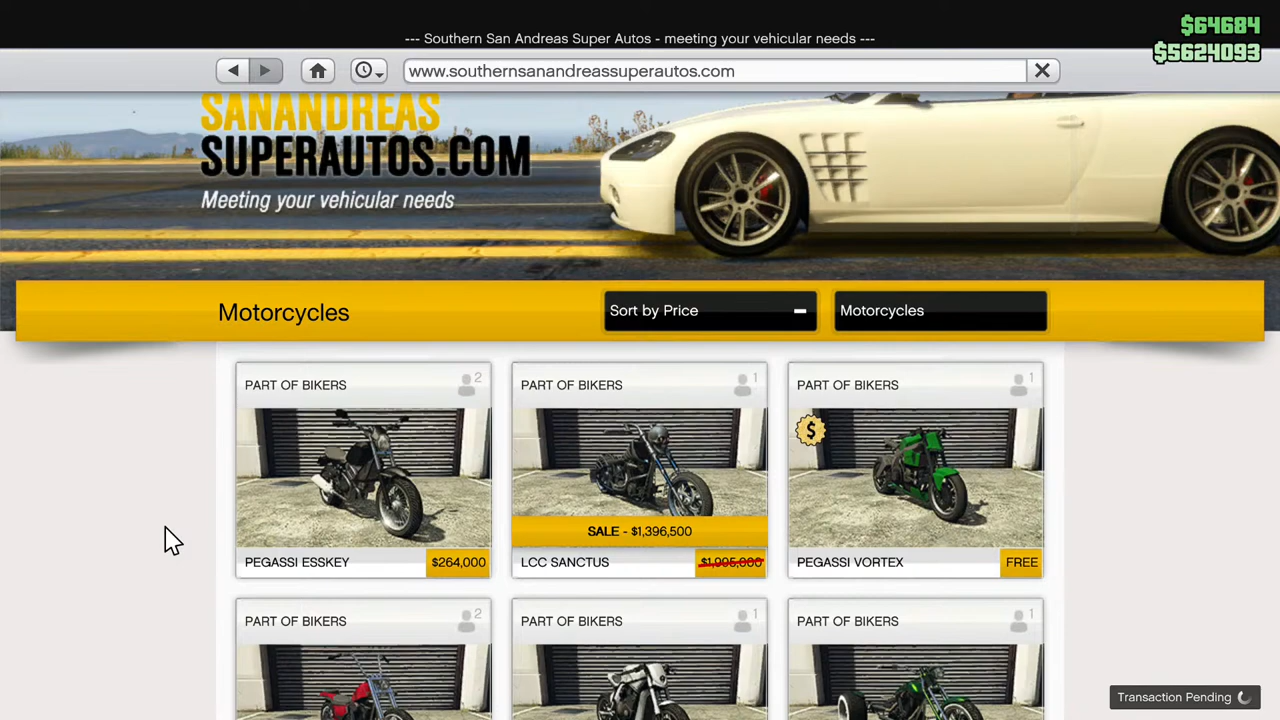 $64684
--- Southern San Andreas Super Autos - meeting your vehicular needs ---
$5624093
www.southernsanandreassuperautos.com
SANANDREAS
SUPERAUTOS.COM
Meeting your vehicular needs
Motorcycles
Sort by Price
Motorcycles
PART OF BIKERS 2
PART OF BIKERS 1
PART OF BIKERS 1
$
SALE - $1,396,500
PEGASSI ESSKEY $264,000
LCC SANCTUS $1,995,000
PEGASSI VORTEX FREE
PART OF BIKERS 2
PART OF BIKERS 1
PART OF BIKERS 1
Transaction Pending